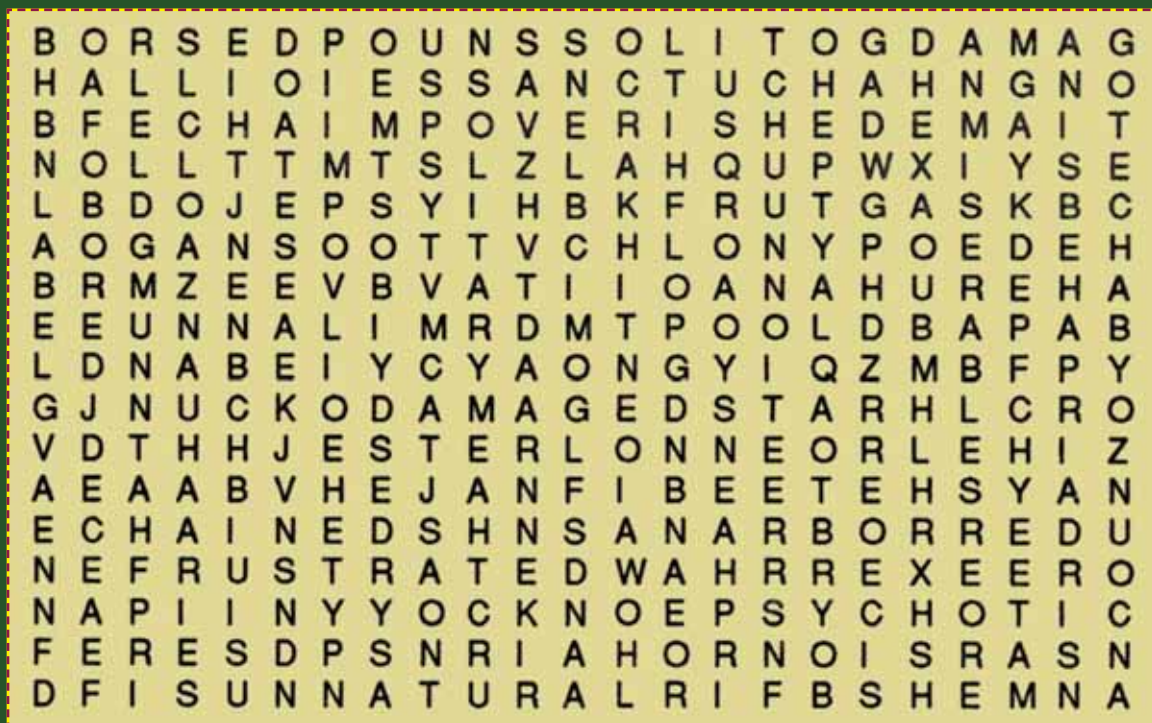 B O R S E D P O U N S S O L I T O G D A M A G
H A L L I O I E S S A N C T U C H A H N G N O
B F E C H A I M P O V E R I S H E D E M A I T
N O L L T T M T S L Z L A H Q U P W X I Y S E
L B D O J E P S Y I H B K F R U T G A S K B C
A O G A N S O O T T V C H L O N Y P O E D E H
B R M Z E E V B V A T I I O A N A H U R E H A
E E U N N A L I M R D M T P O O L D B A P A B
L D N A B E I Y C Y A O N G Y I Q Z M B F P Y
G J N U C K O D A M A G E D S T A R H L C R O
V D T H H J E S T E R L O N N E O R L E H I Z
A E A A B V H E J A N F I B E E T E H S Y A N
E C H A I N E D S H N S A N A R B O R R E D U
N E F R U S T R A T E D W A H R R E X E E R O
N A P I I N Y Y O C K N O E P S Y C H O T I C
F E R E S D P S N R I A H O R N O I S R A S N
D F I S U N N A T U R A L R I F B S H E M N A